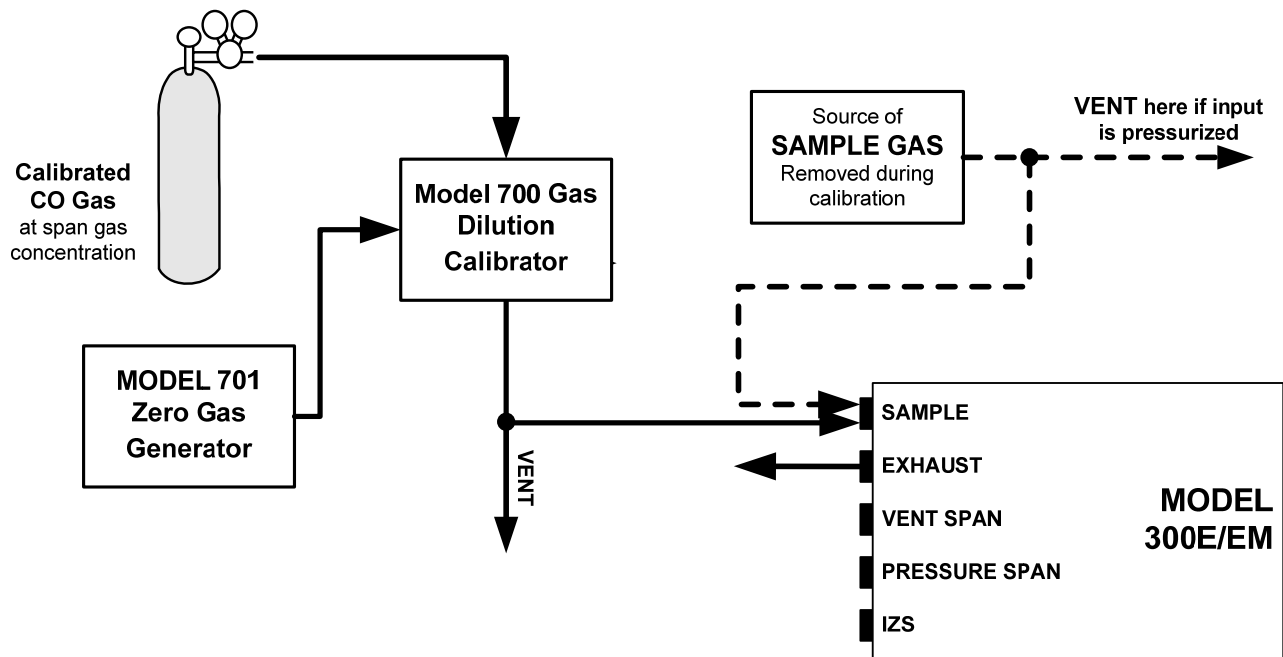 Calibrated
CO Gas
at span gas
concentration
Model 700 Gas
Dilution
Calibrator
MODEL 701
Zero Gas
Generator
VENT
Source of
SAMPLE GAS
Removed during
calibration
VENT here if input
is pressurized
SAMPLE
EXHAUST
VENT SPAN
PRESSURE SPAN
IZS
MODEL
300E/EM